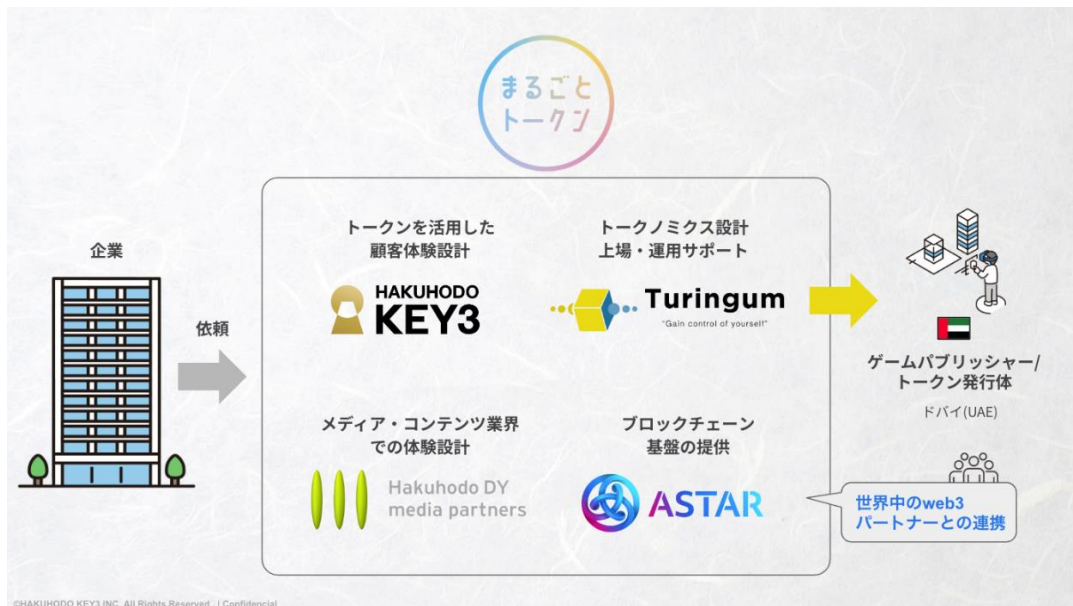 まるごと
トークン
企業
依頼
トークンを活用した
顧客体験設計
HAKUHODO
KEY3
トークノミクス設計
上場・運用サポート
Turingum
"Gain control of yourself"
メディア・コンテンツ業界
での体験設計
Hakuhodo DY
media partners
ブロックチェーン
基盤の提供
ASTAR
ゲームパブリッシャー/
トークン発行体
ドバイ(UAE)
世界中のweb3
パートナーとの連携
©HAKUHODO KEY3 INC. All Rights Reserved. | Confidencial